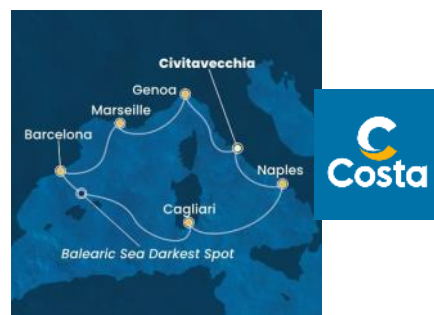 Civitavecchia
Genoa
Marseille
Barcelona
Naples
Cagliari
Balearic Sea Darkest Spot
Costa